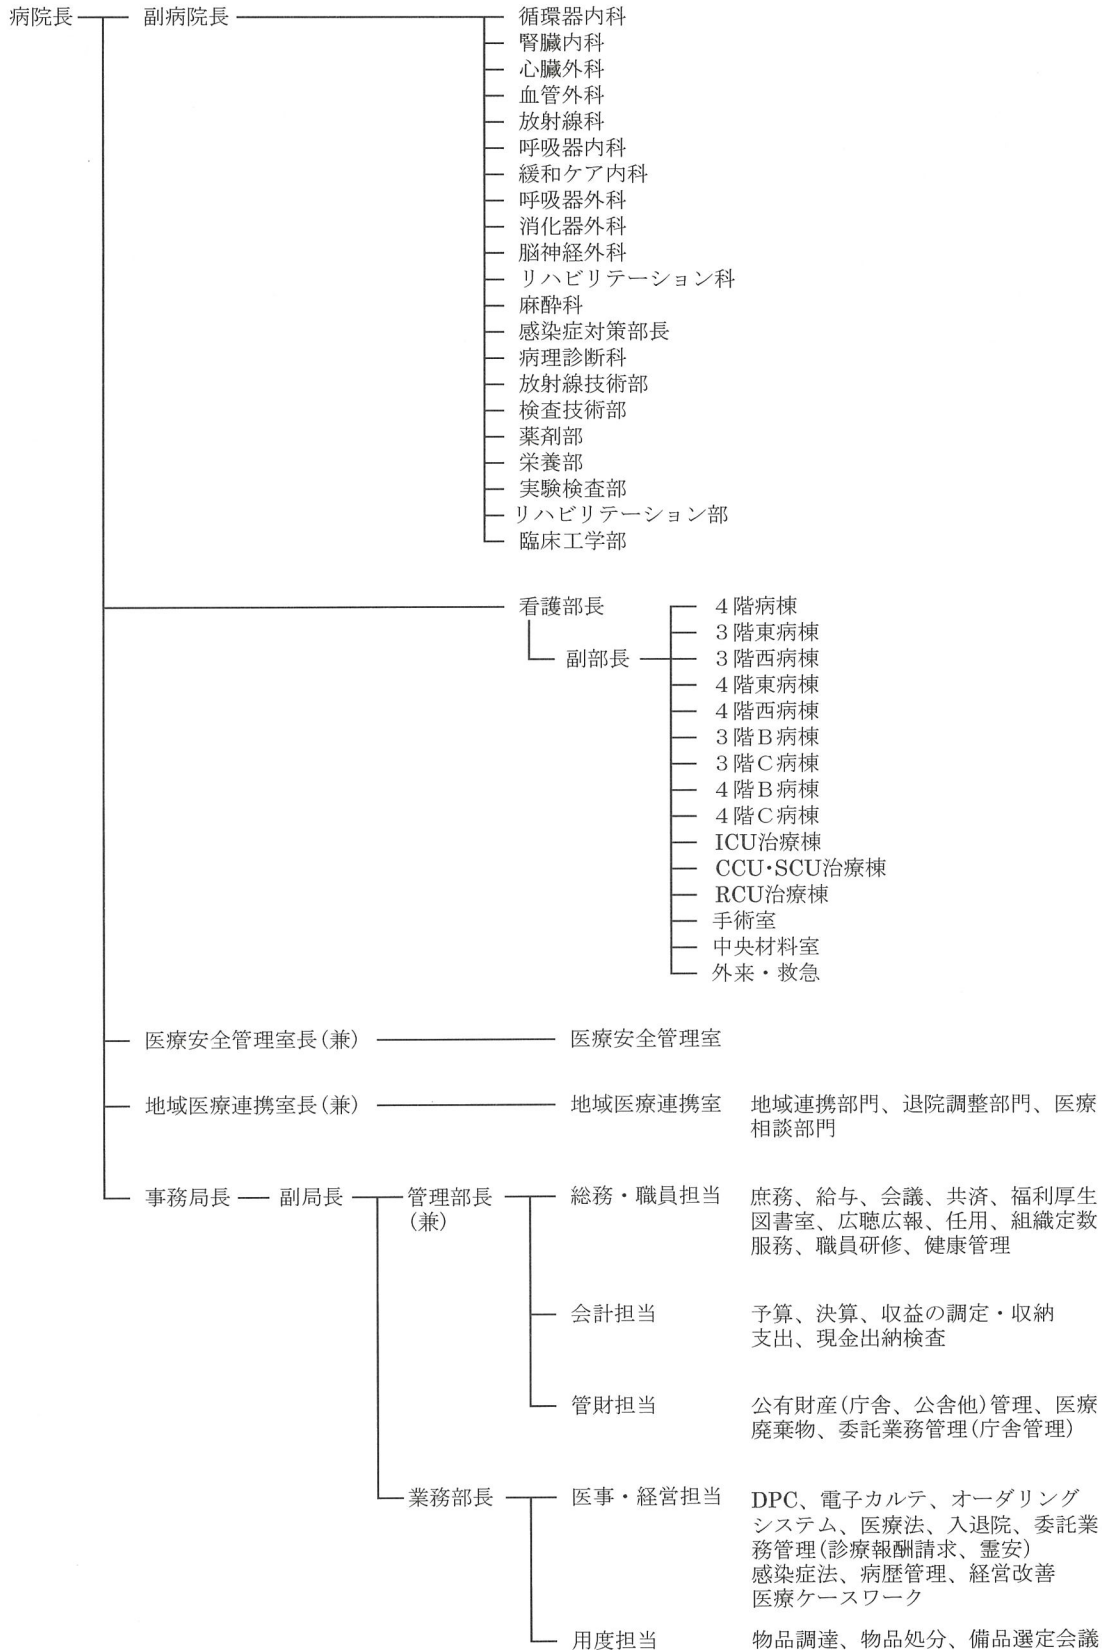 病院長 副病院長 循環器内科
腎臓内科
心臓外科
血管外科
放射線科
呼吸器内科
緩和ケア内科
呼吸器外科
消化器外科
脳神経外科
リハビリテーション科
麻酔科
感染症対策部長
病理診断科
放射線技術部
検査技術部
薬剤部
栄養部
実験検査部
リハビリテーション部
臨床工学部
看護部長 4階病棟
3階東病棟
副部長 3階西病棟
4階東病棟
4階西病棟
3階B病棟
3階C病棟
4階B病棟
4階C病棟
ICU治療棟
CCU・SCU治療棟
RCU治療棟
手術室
中央材料室
外来・救急
医療安全管理室長(兼) 医療安全管理室
地域医療連携室長(兼) 地域医療連携室 地域連携部門、退院調整部門、医療
相談部門
事務局長 副局長 管理部長 総務・職員担当 庶務、給与、会議、共済、福利厚生
(兼) 図書室、広聴広報、任用、組織定数
服務、職員研修、健康管理
会計担当 予算、決算、収益の調定・収納
支出、現金出納検査
管財担当 公有財産(庁舎、公舎他)管理、医療
廃棄物、委託業務管理(庁舎管理)
業務部長 医事・経営担当 DPC、電子カルテ、オーダリング
システム、医療法、入退院、委託業
務管理(診療報酬請求、霊安)
感染症法、病歴管理、経営改善
医療ケースワーク
用度担当 物品調達、物品処分、備品選定会議